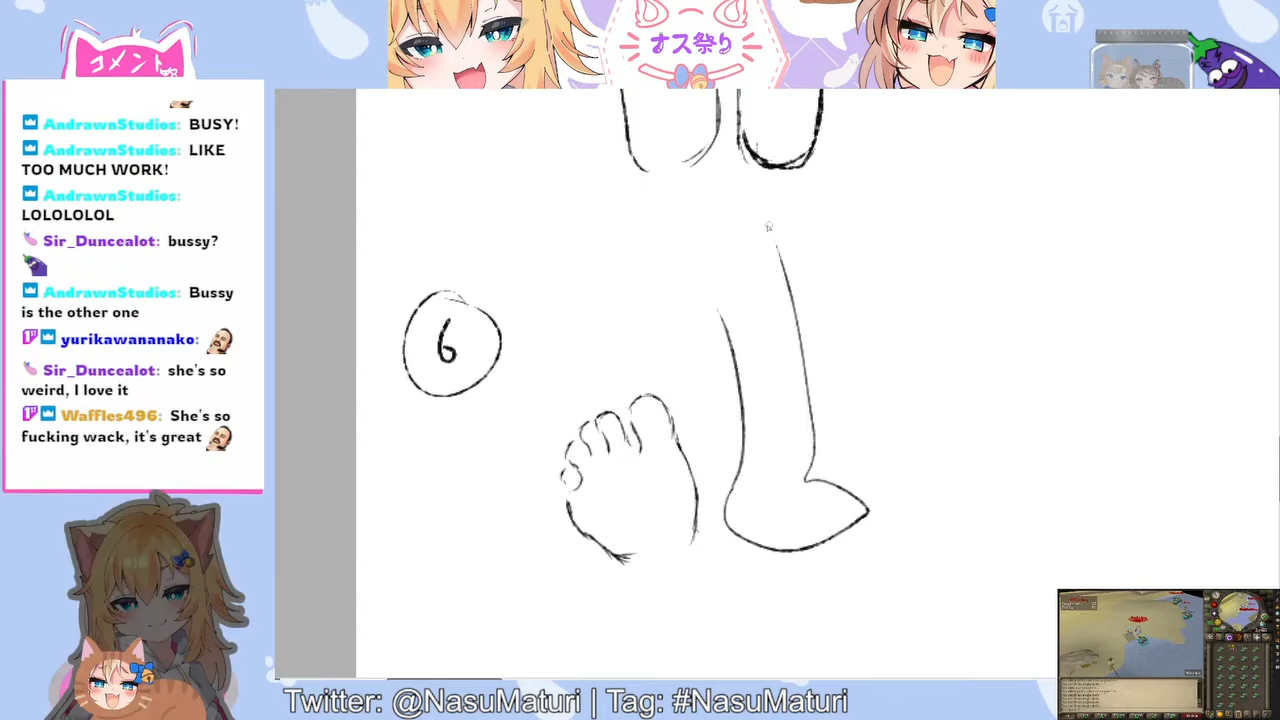 コメント
ナス祭り
AndrawnStudios: BUSY!
AndrawnStudios: LIKE
TOO MUCH WORK!
AndrawnStudios:
LOLOLOLOL
Sir_Duncealot: bussy?
AndrawnStudios: Bussy
is the other one
yurikawananako:
Sir_Duncealot: she's so
weird, I love it
Waffles496: She's so
fucking wack, it's great
6
Twitter: @NasuMaturi | Tag: #NasuMaturi